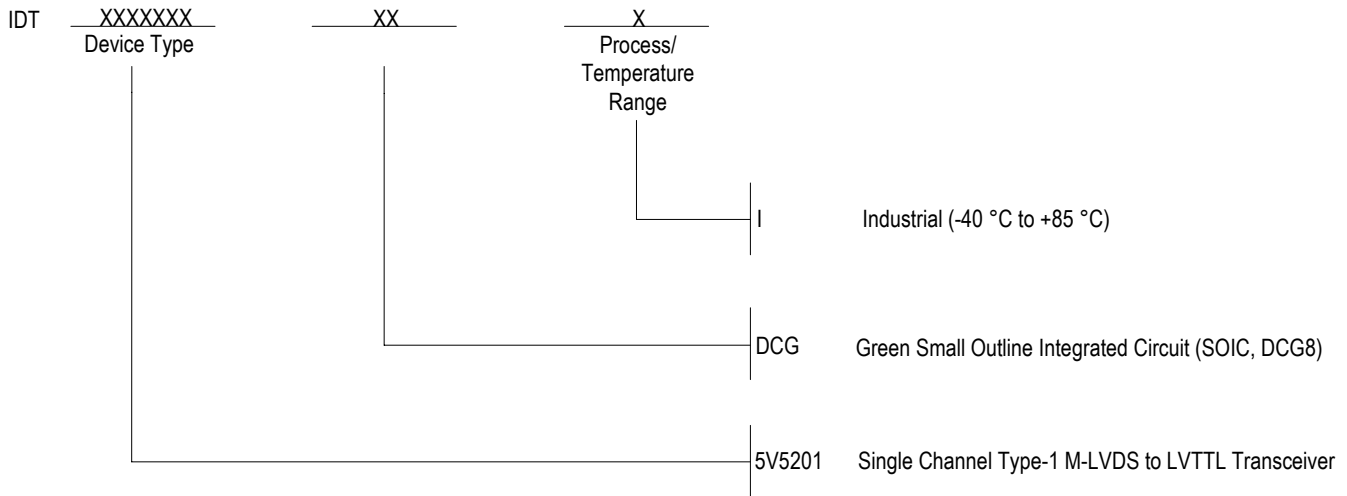 IDT XXXXXXX XX X
Device Type
Process/
Temperature
Range
I Industrial (-40 °C to +85 °C)
DCG Green Small Outline Integrated Circuit (SOIC, DCG8)
5V5201 Single Channel Type-1 M-LVDS to LVTTL Transceiver